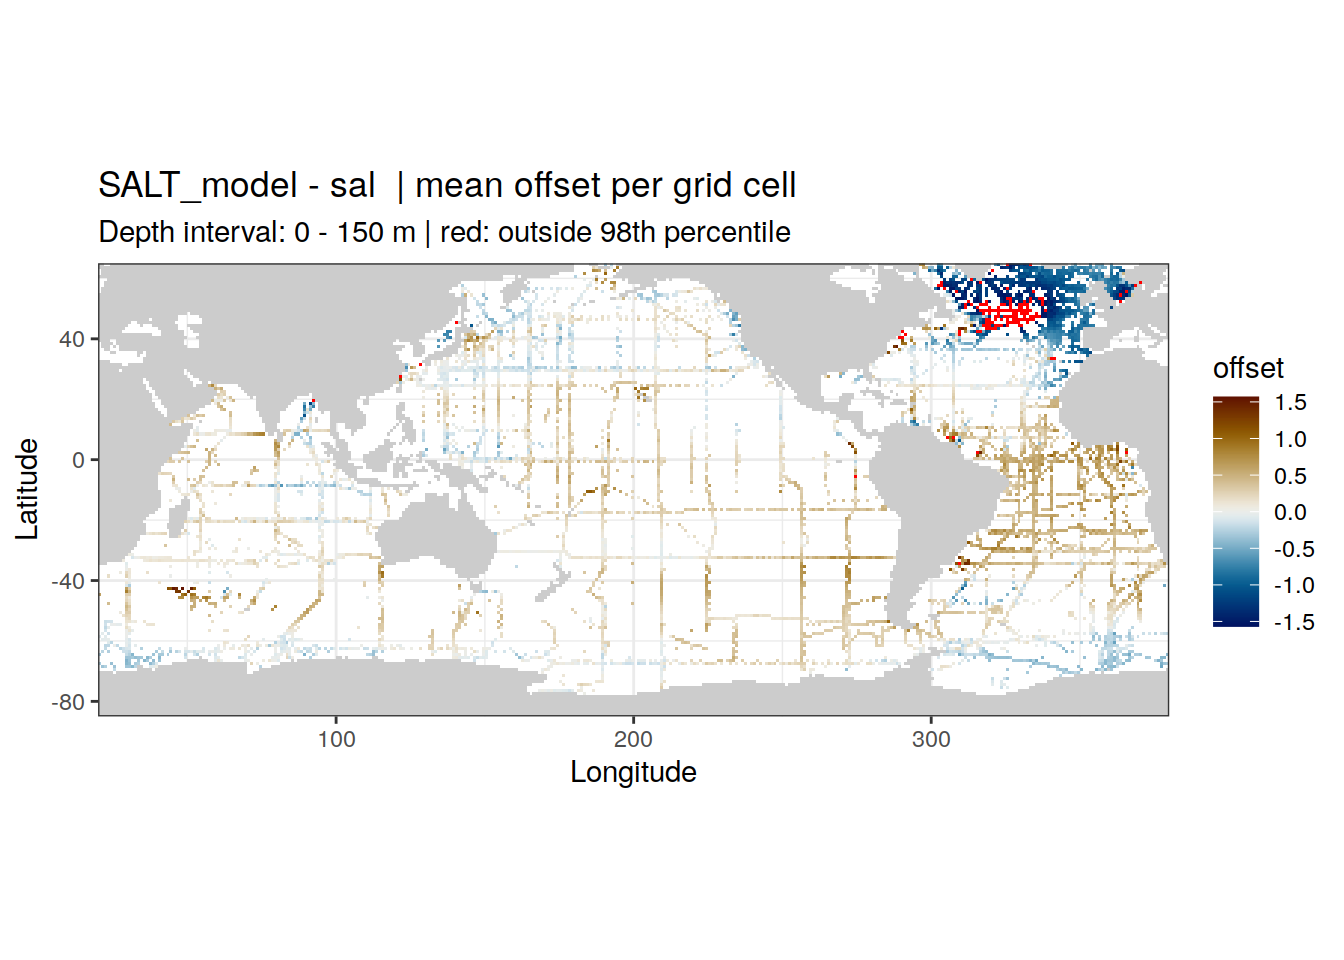 SALT_model - sal | mean offset per grid cell
Depth interval: 0 - 150 m | red: outside 98th percentile
offset
1.5
1.0
0.5
0.0
-0.5
-1.0
-1.5
Latitude
40
0
-40
-80
100
200
300
Longitude